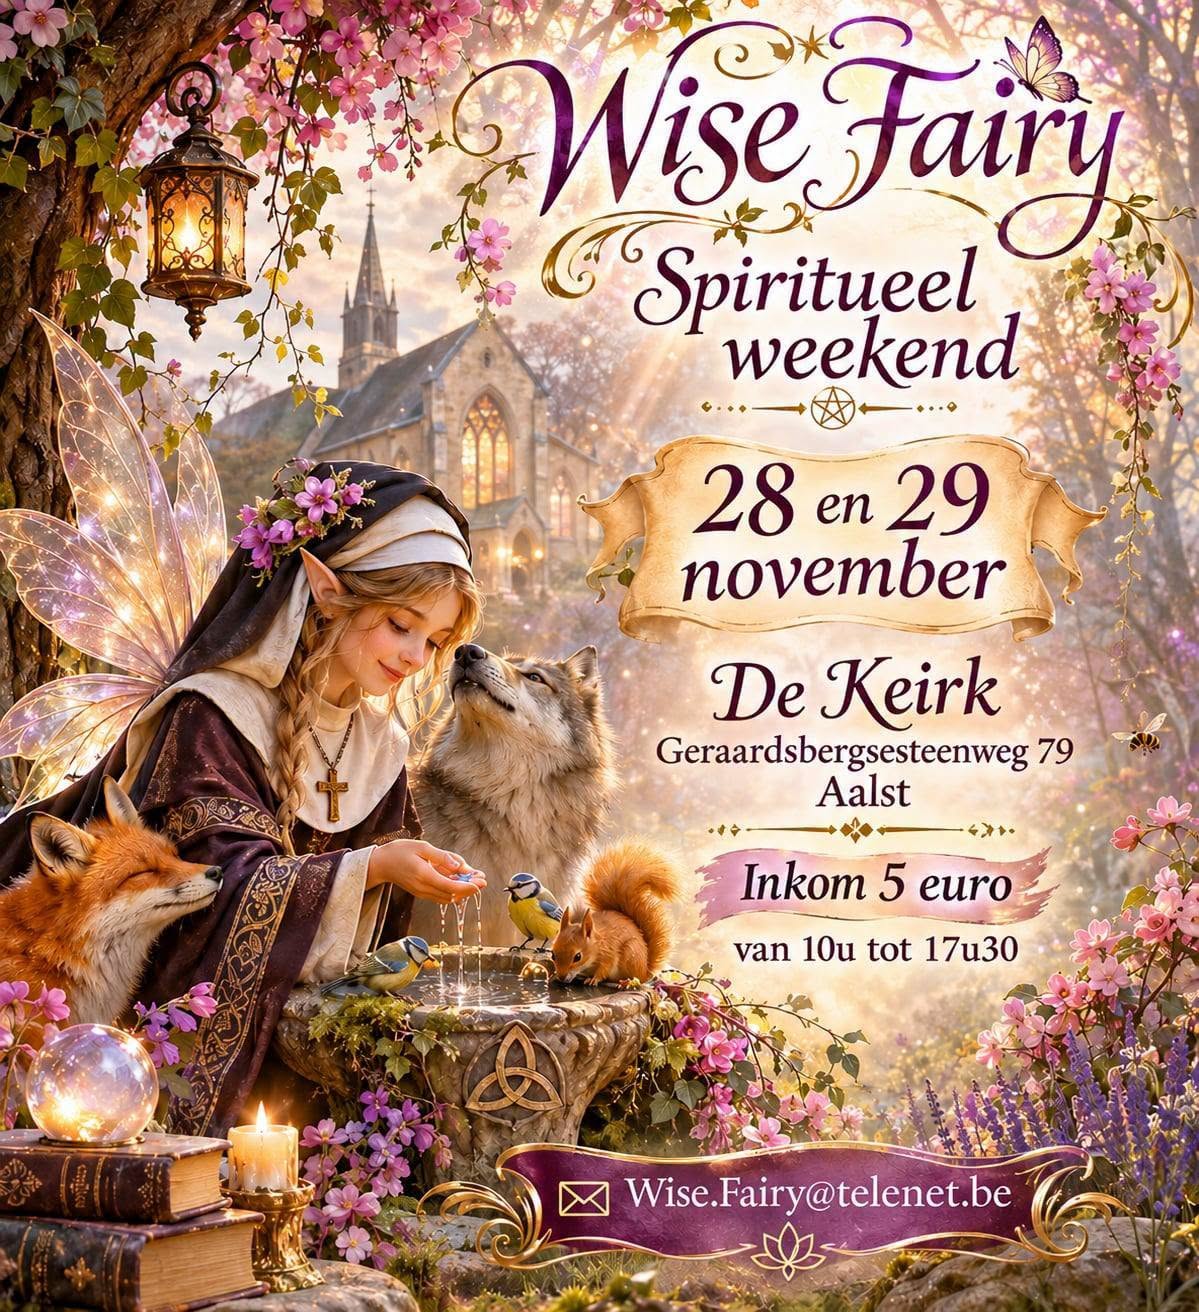 Wise Fairy
Spiritueel
weekend
28 en 29
november
De Keirk
Geraardsbergsesteenweg 79
Aalst
Inkom 5 euro
van 10u tot 17u30
Wise.Fairy@telenet.be